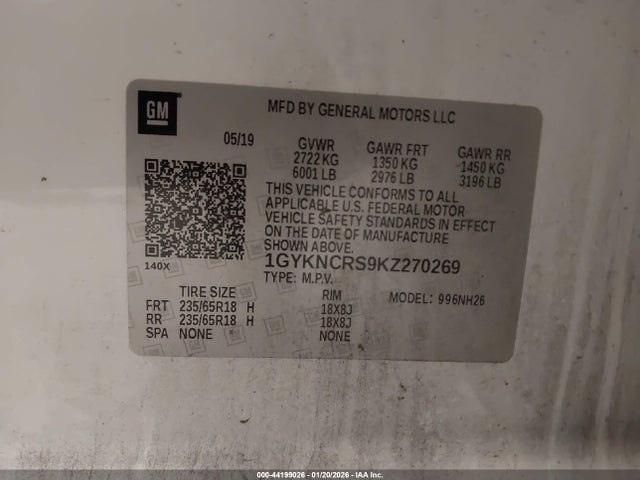 GM
MFD BY GENERAL MOTORS LLC
05/19
GVWR GAWR FRT GAWR RR
2722 KG 1350 KG 1450 KG
6001 LB 2976 LB 3196 LB
THIS VEHICLE CONFORMS TO ALL
APPLICABLE U.S. FEDERAL MOTOR
VEHICLE SAFETY STANDARDS IN EFFECT
ON THE DATE OF MANUFACTURE
SHOWN ABOVE.
140X
1GYKNCRS9KZ270269
TYPE: M.P.V.
TIRE SIZE RIM MODEL: 996NH26
FRT 235/65R18 H 18X8J
RR 235/65R18 H 18X8J
SPA NONE NONE
000-44199026 - 01/20/2026 - IAA Inc.